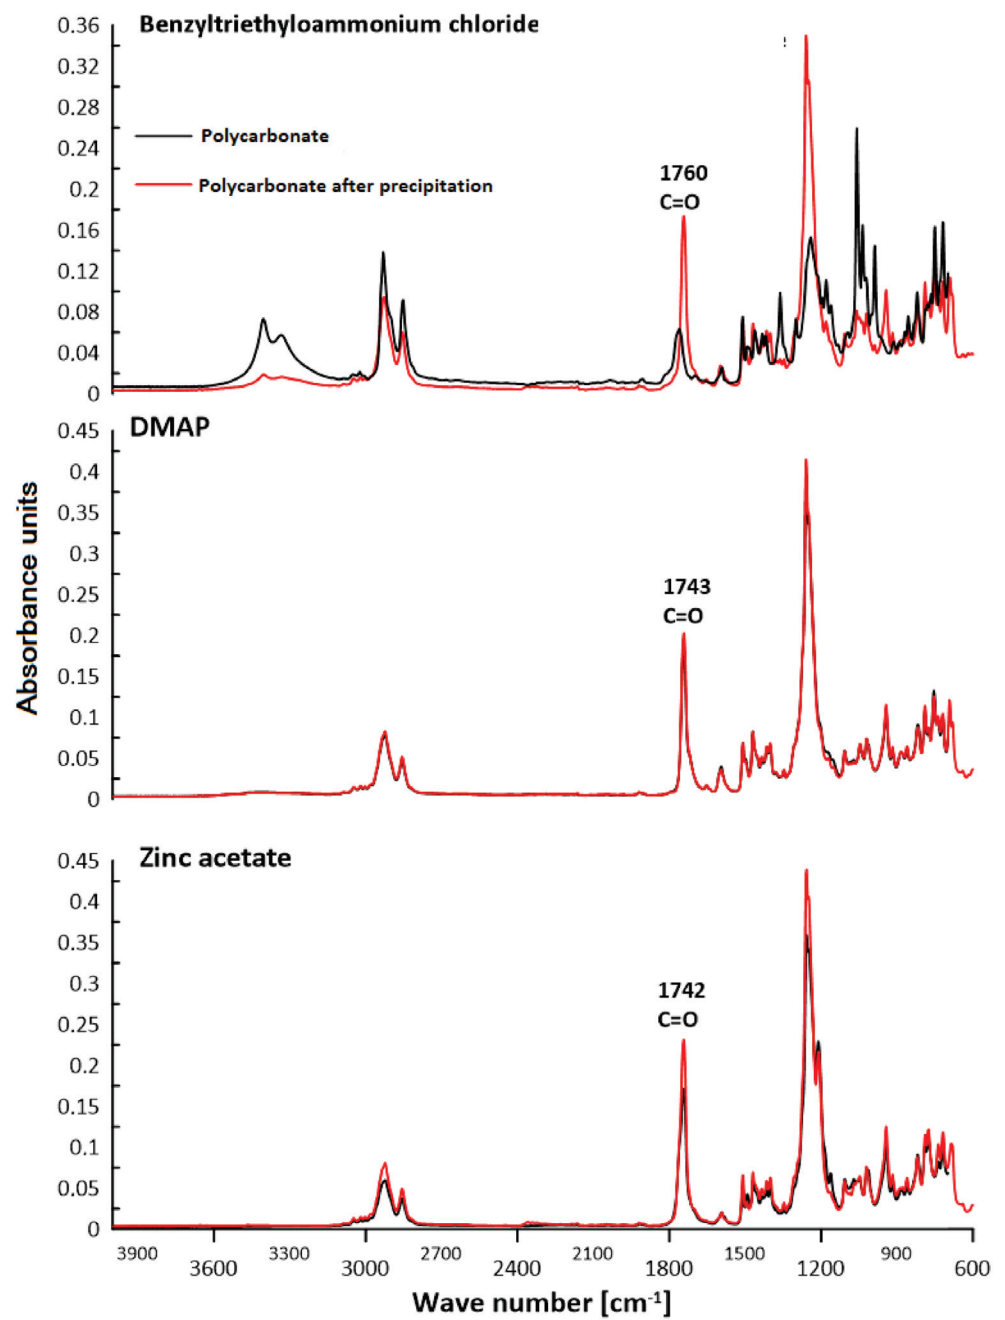 Benzyltriethyloammonium chloride
Polycarbonate
Polycarbonate after precipitation
1760
C=O
0.36
0.32
0.28
0.24
0.2
0.16
0.12
0.08
0.04
0
DMAP
1743
C=O
0.45
0,4
0,35
0.3
0.25
0.2
0.15
0.1
0.05
0
Absorbance units
Zinc acetate
1742
C=O
0.45
0.4
0.35
0.3
0.25
0.2
0.15
0.1
0.05
0
3900 3300 2700 2100 1500 900
3600 3000 2400 1800 1200 600
Wave number [cm⁻¹]